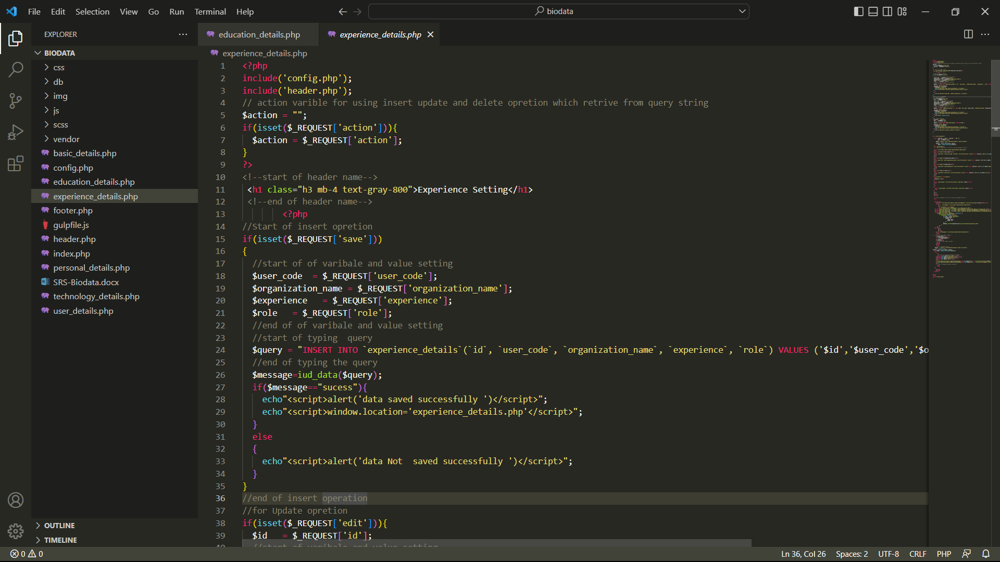 File Edit Selection View Go Run Terminal Help
biodata
EXPLORER
BIODATA
css
db
img
js
scss
vendor
basic_details.php
config.php
education_details.php
experience_details.php
footer.php
gulpfile.js
header.php
index.php
personal_details.php
SRS-Biodata.docx
technology_details.php
user_details.php
OUTLINE
TIMELINE
education_details.php experience_details.php
experience_details.php
1 <?php
2 include('config.php');
3 include('header.php');
4 // action varible for using insert update and delete opretion which retrive from query string
5 $action = "";
6 if(isset($_REQUEST['action'])){
7 $action = $_REQUEST['action'];
8 }
9 ?>
10 <!--start of header name-->
11 <h1 class="h3 mb-4 text-gray-800">Experience Setting</h1>
12 <!--end of header name-->
13 <?php
14 //Start of insert opretion
15 if(isset($_REQUEST['save']))
16 {
17 //start of of varibale and value setting
18 $user_code  = $_REQUEST['user_code'];
19 $organization_name = $_REQUEST['organization_name'];
20 $experience   = $_REQUEST['experience'];
21 $role   = $_REQUEST['role'];
22 //end of of varibale and value setting
23 //start of typing  query
24 $query = "INSERT INTO `experience_details`(`id`, `user_code`, `organization_name`, `experience`, `role`) VALUES ('$id','$user_code','$o
25 //end of typing the query
26 $message=iud_data($query);
27 if($message=="sucess"){
28 echo"<script>alert('data saved successfully ')</script>";
29 echo"<script>window.location='experience_details.php'</script>";
30 }
31 else
32 {
33 echo"<script>alert('data Not  saved successfully ')</script>";
34 }
35 }
36 //end of insert operation
37 //for Update opretion
38 if(isset($_REQUEST['edit'])){
39 $id   = $_REQUEST['id'];
40 //start of varibale and value setting
0 0
Ln 36, Col 26 Spaces: 2 UTF-8 CRLF PHP